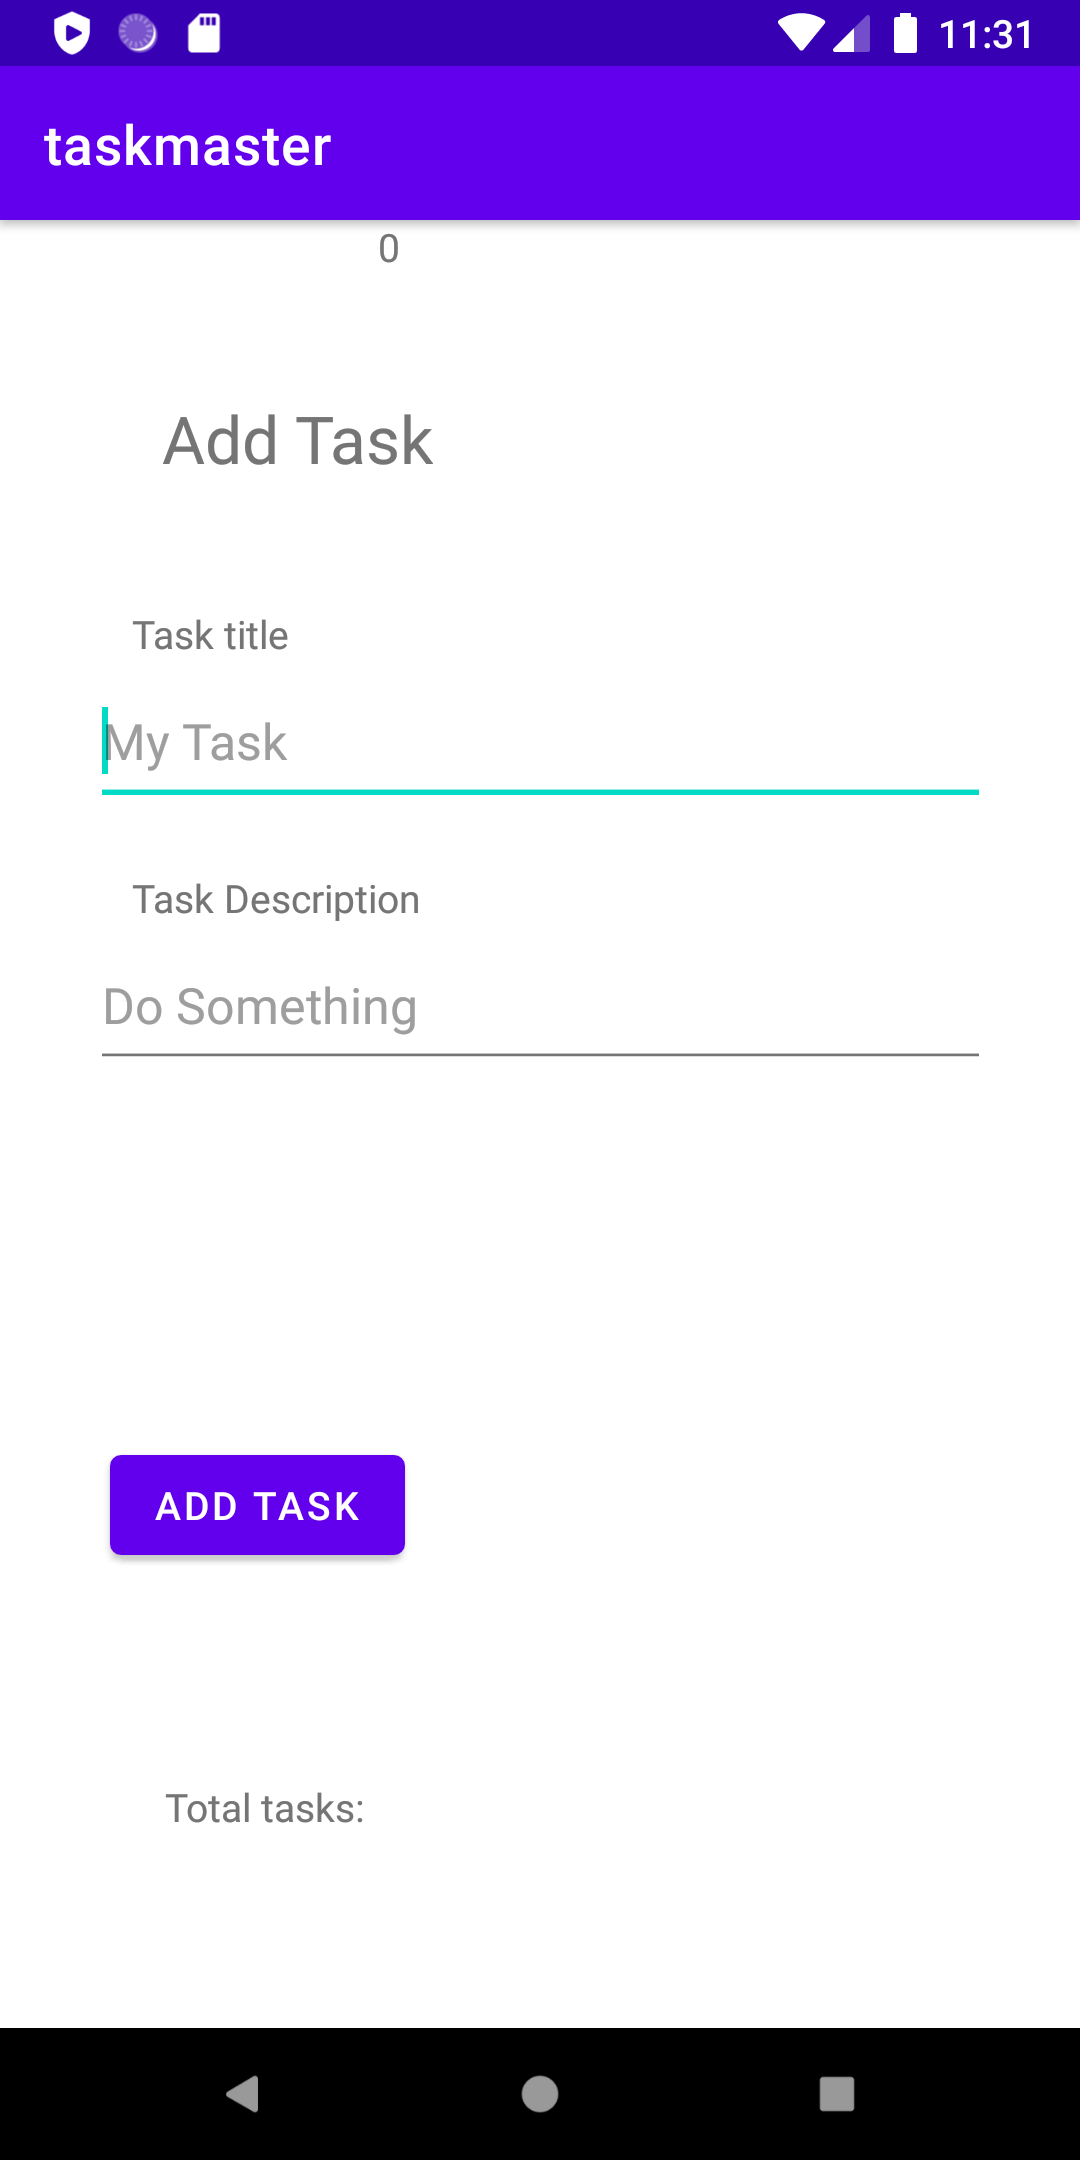 11:31
taskmaster
0
Add Task
Task title
My Task
Task Description
Do Something
ADD TASK
Total tasks: